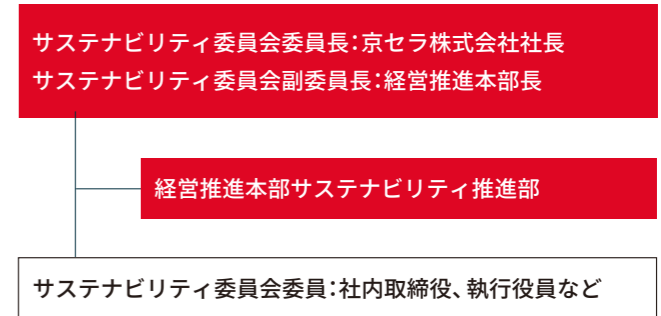 サステナビリティ委員会委員長：京セラ株式会社社長
サステナビリティ委員会副委員長：経営推進本部長
経営推進本部サステナビリティ推進部
サステナビリティ委員会委員：社内取締役、執行役員など